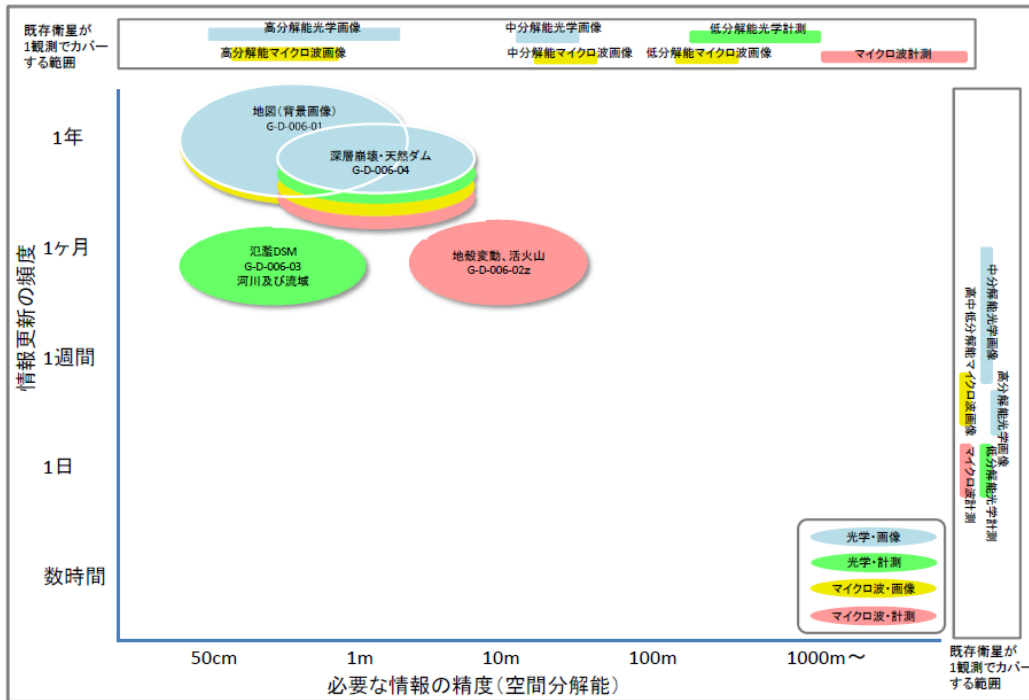 既存衛星が
1観測でカバー
する範囲
高分解能光学画像
中分解能光学画像
低分解能光学計測
高分解能マイクロ波画像
中分解能マイクロ波画像
低分解能マイクロ波画像
マイクロ波計測
情報更新の頻度
1年
1ヶ月
1週間
1日
数時間
地図(背景画像)
G-D-006-01
深層崩壊・天然ダム
G-D-006-04
氾濫DSM
G-D-006-03
河川及び流域
地殻変動、活火山
G-D-006-02z
中分解能光学画像
高中低分解能マイクロ波画像
高分解能光学画像
低分解能光学計測
マイクロ波計測
光学・画像
光学・計測
マイクロ波・画像
マイクロ波・計測
50cm
1m
10m
100m
1000m~
必要な情報の精度(空間分解能)
既存衛星が
1観測でカバー
する範囲